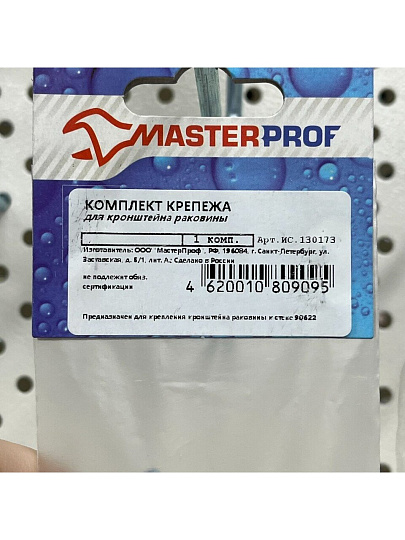 MASTERPROF
КОМПЛЕКТ КРЕПЕЖА
для кронштейна раковины
1 комп. Арт.ИС.130173
Изготовитель: ООО "МастерПроф", РФ, 196084, г. Санкт-Петербург, ул.
Заставская, д. 5/1, лит. А.: Сделано в России
не подлежит обяз.
сертификации
4 620010 809095
Предназначен для крепления кронштейна раковины к стене 90622